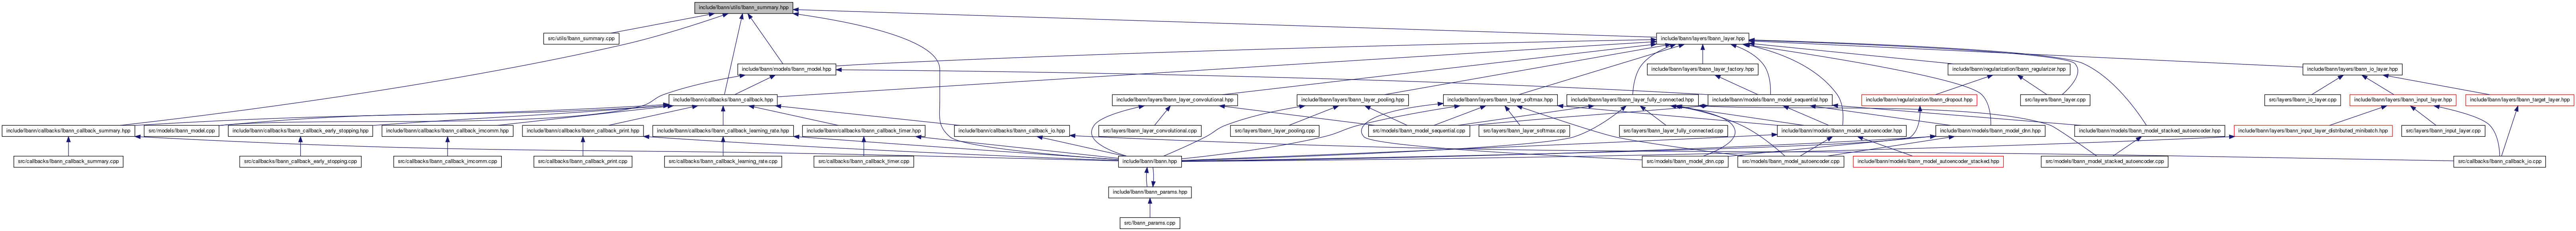 include/lbann/utils/lbann_summary.hpp
src/utils/lbann_summary.cpp
include/lbann/layers/lbann_layer.hpp
include/lbann/models/lbann_model.hpp
include/lbann/layers/lbann_layer_factory.hpp
include/lbann/regularization/lbann_regularizer.hpp
include/lbann/layers/lbann_io_layer.hpp
include/lbann/callbacks/lbann_callback.hpp
include/lbann/layers/lbann_layer_convolutional.hpp
include/lbann/layers/lbann_layer_pooling.hpp
include/lbann/layers/lbann_layer_softmax.hpp
include/lbann/layers/lbann_layer_fully_connected.hpp
include/lbann/models/lbann_model_sequential.hpp
include/lbann/regularization/lbann_dropout.hpp
src/layers/lbann_layer.cpp
src/layers/lbann_io_layer.cpp
include/lbann/layers/lbann_input_layer.hpp
include/lbann/layers/lbann_target_layer.hpp
include/lbann/callbacks/lbann_callback_summary.hpp
src/models/lbann_model.cpp
include/lbann/callbacks/lbann_callback_early_stopping.hpp
include/lbann/callbacks/lbann_callback_imcomm.hpp
include/lbann/callbacks/lbann_callback_print.hpp
include/lbann/callbacks/lbann_callback_learning_rate.hpp
include/lbann/callbacks/lbann_callback_timer.hpp
include/lbann/callbacks/lbann_callback_io.hpp
src/layers/lbann_layer_convolutional.cpp
src/layers/lbann_layer_pooling.cpp
src/models/lbann_model_sequential.cpp
src/layers/lbann_layer_softmax.cpp
src/layers/lbann_layer_fully_connected.cpp
include/lbann/models/lbann_model_autoencoder.hpp
include/lbann/models/lbann_model_dnn.hpp
include/lbann/models/lbann_model_stacked_autoencoder.hpp
include/lbann/layers/lbann_input_layer_distributed_minibatch.hpp
src/layers/lbann_input_layer.cpp
src/callbacks/lbann_callback_summary.cpp
src/callbacks/lbann_callback_early_stopping.cpp
src/callbacks/lbann_callback_imcomm.cpp
src/callbacks/lbann_callback_print.cpp
src/callbacks/lbann_callback_learning_rate.cpp
src/callbacks/lbann_callback_timer.cpp
include/lbann/lbann.hpp
src/models/lbann_model_dnn.cpp
src/models/lbann_model_autoencoder.cpp
include/lbann/models/lbann_model_autoencoder_stacked.hpp
src/models/lbann_model_stacked_autoencoder.cpp
src/callbacks/lbann_callback_io.cpp
include/lbann/lbann_params.hpp
src/lbann_params.cpp